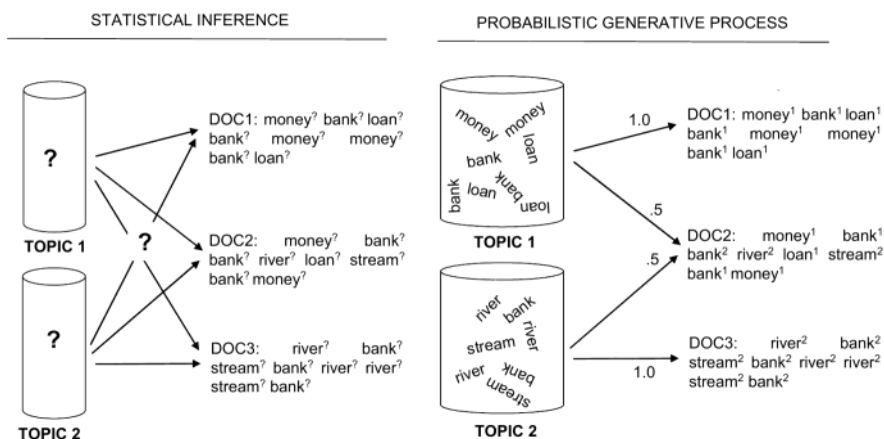 STATISTICAL INFERENCE
?
TOPIC 1
?
TOPIC 2
?
DOC1: money? bank? loan?
bank? money? money?
bank? loan?
DOC2: money? bank?
bank? river? loan? stream?
bank? money?
DOC3: river? bank?
stream? bank? river? river?
stream? bank?
PROBABILISTIC GENERATIVE PROCESS
money
money
loan
bank
bank
loan
bank
loan
TOPIC 1
river
bank
river
stream
river
bank
stream
TOPIC 2
1.0
.5
.5
1.0
DOC1: money¹ bank¹ loan¹
bank¹ money¹ money¹
bank¹ loan¹
DOC2: money¹ bank¹
bank² river² loan¹ stream²
bank¹ money¹
DOC3: river² bank²
stream² bank² river² river²
stream² bank²